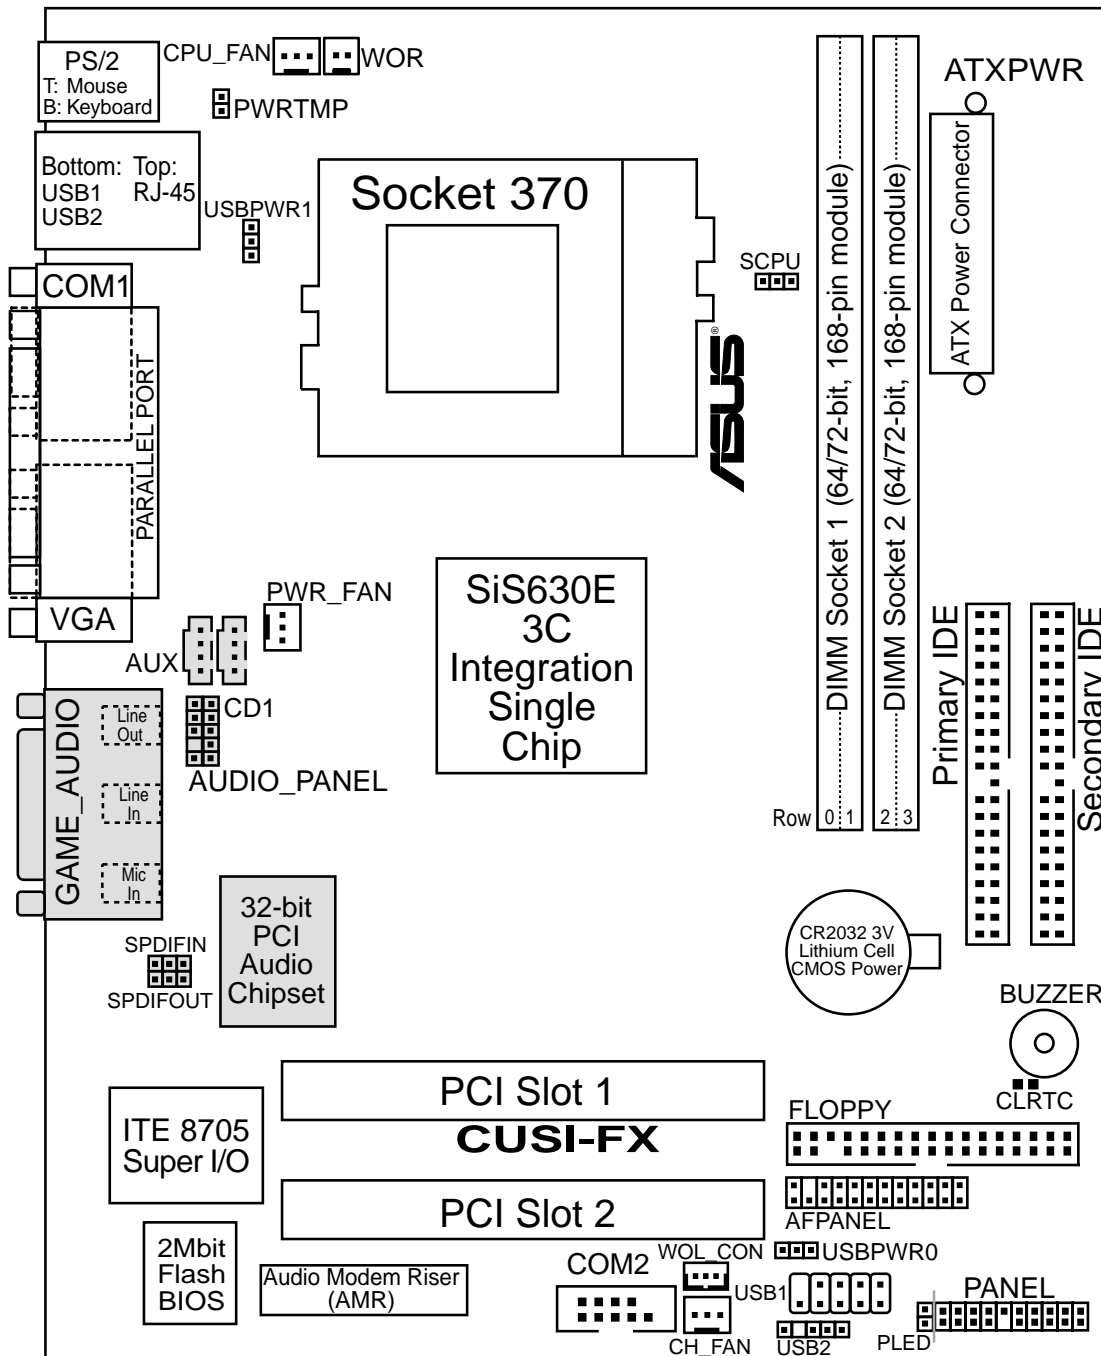 PS/2
T: Mouse
B: Keyboard
CPU_FAN
WOR
PWRTMP
ATXPWR
ATX Power Connector
Bottom: Top:
USB1 RJ-45
USB2
USBPWR1
Socket 370
SCPU
COM1
PARALLEL PORT
VGA
ASUS®
DIMM Socket 1 (64/72-bit, 168-pin module)
DIMM Socket 2 (64/72-bit, 168-pin module)
Row 0 1 2 3
PWR_FAN
AUX
CD1
AUDIO_PANEL
SiS630E
3C
Integration
Single
Chip
Primary IDE
Secondary IDE
GAME_AUDIO
Line
Out
Line
In
Mic
In
32-bit
PCI
Audio
Chipset
SPDIFIN
SPDIFOUT
CR2032 3V
Lithium Cell
CMOS Power
BUZZER
CLRTC
PCI Slot 1
CUSI-FX
PCI Slot 2
ITE 8705
Super I/O
FLOPPY
AFPANEL
2Mbit
Flash
BIOS
Audio Modem Riser
(AMR)
COM2
WOL_CON
CH_FAN
USBPWR0
USB1
USB2
PLED
PANEL